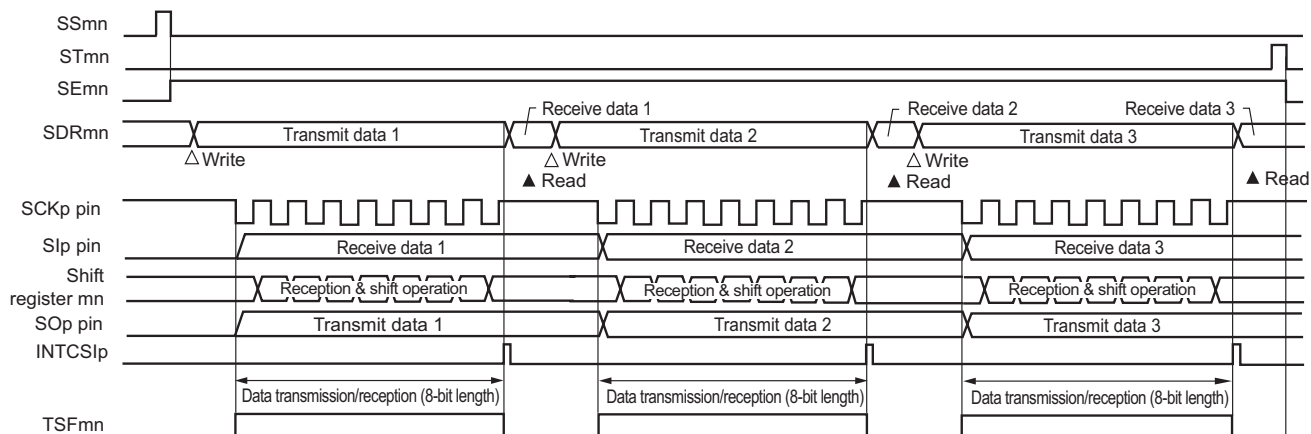 SSmn
STmn
SEmn
Receive data 1
Receive data 2
Receive data 3
SDRmn
Transmit data 1
Transmit data 2
Transmit data 3
△ Write
△ Write
△ Write
▲ Read
▲ Read
▲ Read
SCKp pin
SIp pin
Receive data 1
Receive data 2
Receive data 3
Shift
register mn
Reception & shift operation
Reception & shift operation
Reception & shift operation
SOp pin
Transmit data 1
Transmit data 2
Transmit data 3
INTCSIp
Data transmission/reception (8-bit length)
Data transmission/reception (8-bit length)
Data transmission/reception (8-bit length)
TSFmn